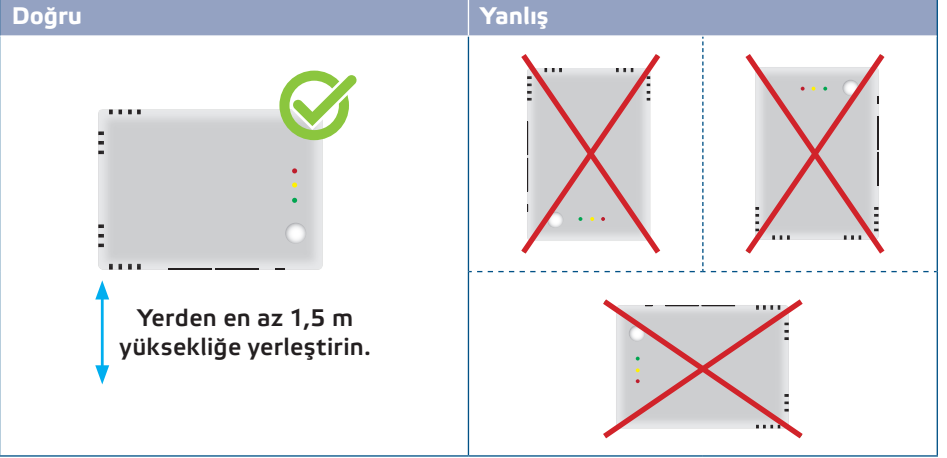 Doğru
Yanlış
Yerden en az 1,5 m
yüksekliğe yerleştirin.